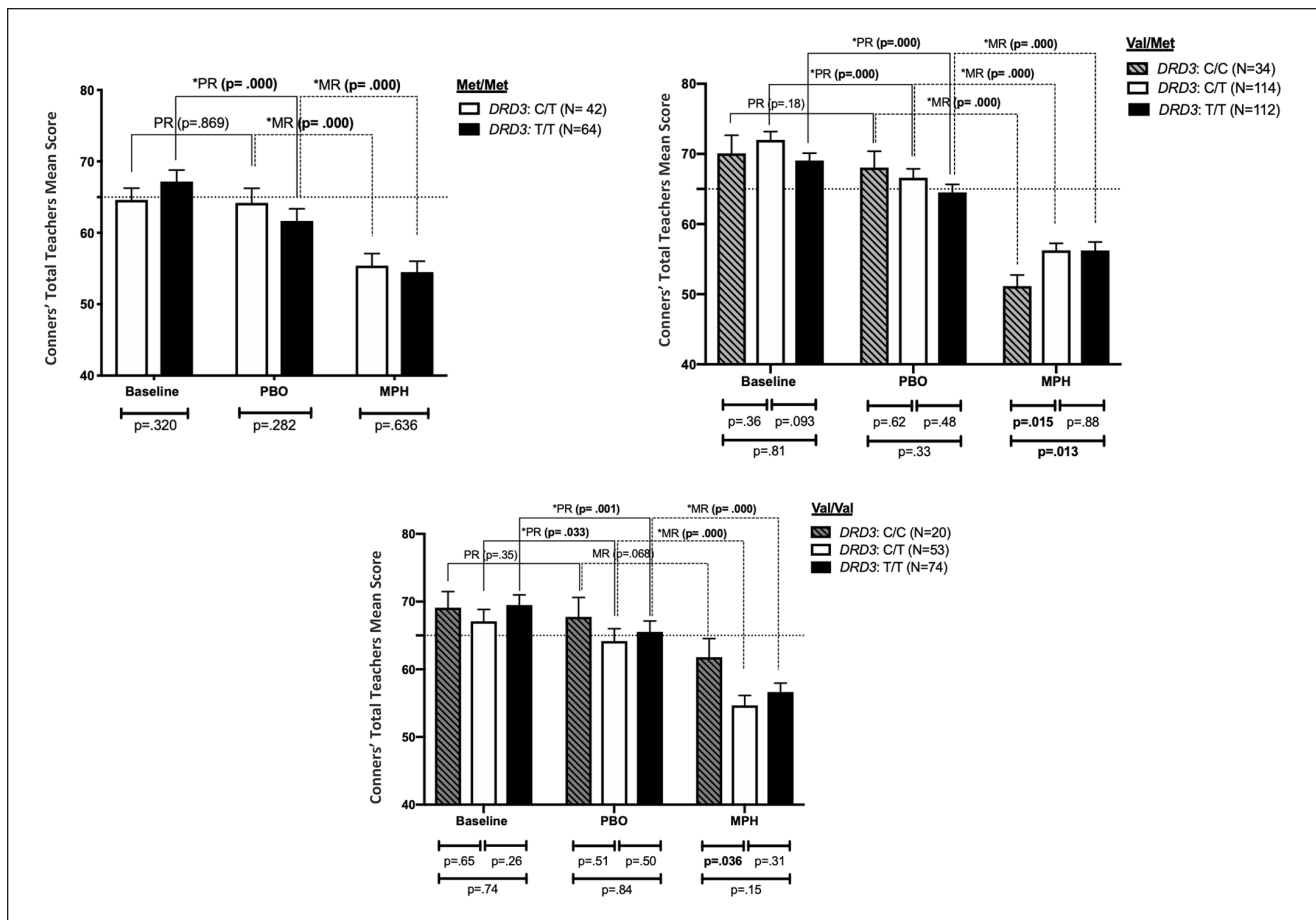 Met/Met
DRD3: C/T (N= 42)
DRD3: T/T (N=64)
*PR (p= .000)
*MR (p= .000)
PR (p=.869)
*MR (p= .000)
Conners' Total Teachers Mean Score
80
70
60
50
40
Baseline
PBO
MPH
p=.320
p=.282
p=.636
Val/Met
DRD3: C/C (N=34)
DRD3: C/T (N=114)
DRD3: T/T (N=112)
*PR (p=.000)
*MR (p= .000)
*PR (p=.000)
*MR (p= .000)
PR (p=.18)
*MR (p= .000)
Conners' Total Teachers Mean Score
80
70
60
50
40
Baseline
PBO
MPH
p=.36
p=.093
p=.62
p=.48
p=.015
p=.88
p=.81
p=.33
p=.013
Val/Val
DRD3: C/C (N=20)
DRD3: C/T (N=53)
DRD3: T/T (N=74)
*PR (p= .001)
*MR (p= .000)
*PR (p= .033)
*MR (p= .000)
PR (p=.35)
MR (p=.068)
Conners' Total Teachers Mean Score
80
70
60
50
40
Baseline
PBO
MPH
p=.65
p=.26
p=.51
p=.50
p=.036
p=.31
p=.74
p=.84
p=.15